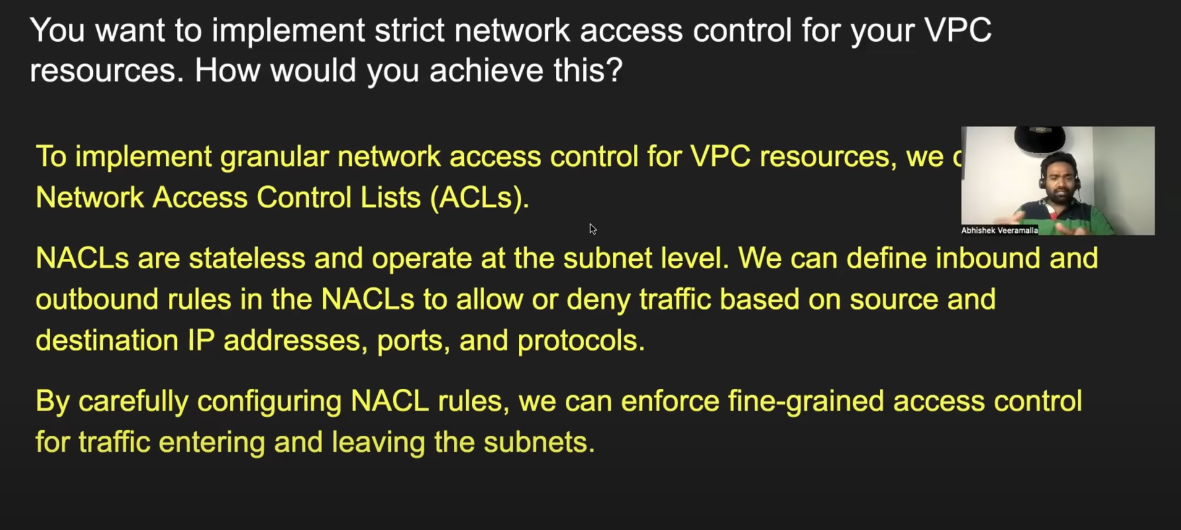 You want to implement strict network access control for your VPC
resources. How would you achieve this?
To implement granular network access control for VPC resources, we
Network Access Control Lists (ACLs).
Abhishek Veeramalla
NACLs are stateless and operate at the subnet level. We can define inbound and
outbound rules in the NACLs to allow or deny traffic based on source and
destination IP addresses, ports, and protocols.
By carefully configuring NACL rules, we can enforce fine-grained access control
for traffic entering and leaving the subnets.